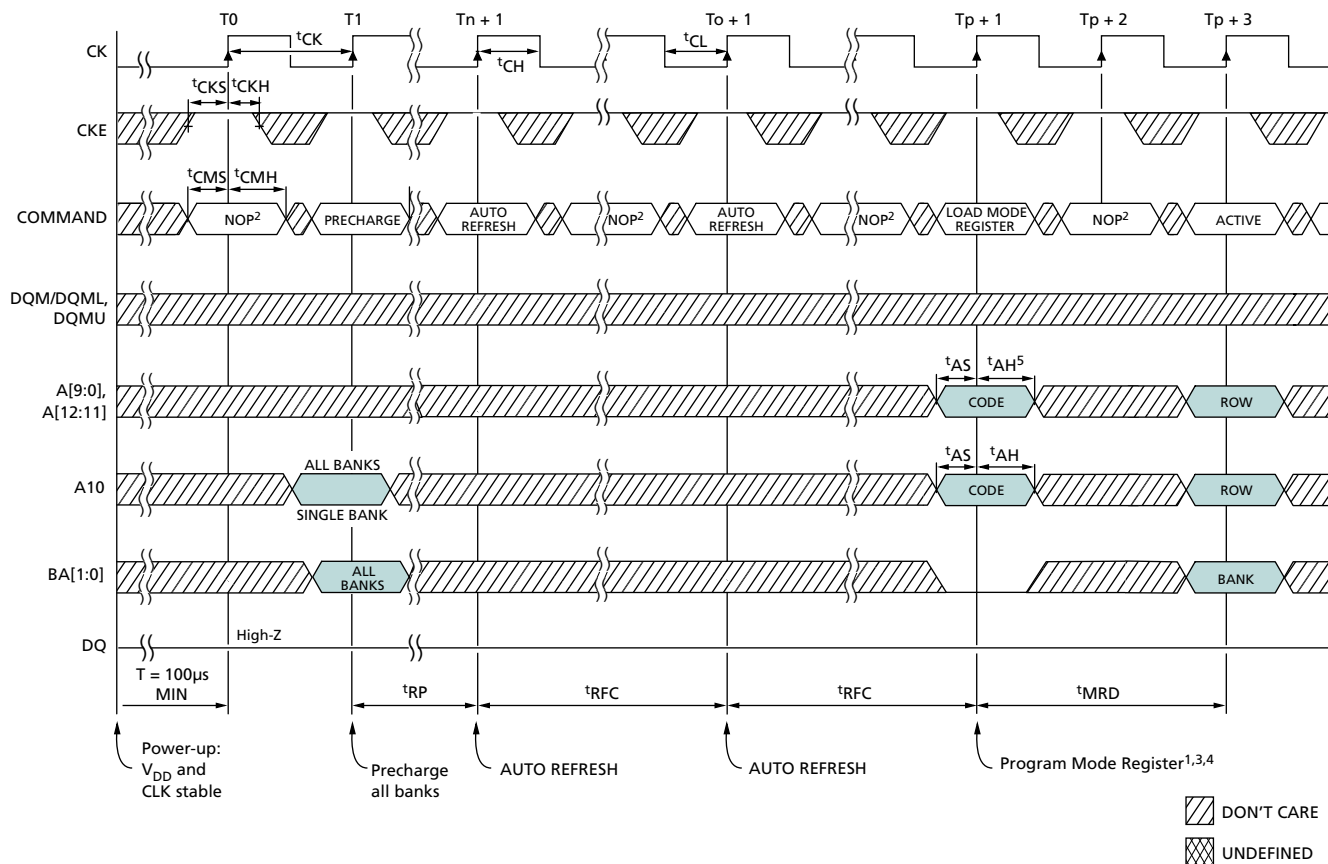 T0 T1 Tn + 1 To + 1 Tp + 1 Tp + 2 Tp + 3
CK
tCK
tCH
tCL
tCKS tCKH
CKE
tCMS tCMH
COMMAND
NOP2
PRECHARGE
AUTO
REFRESH
NOP2
AUTO
REFRESH
NOP2
LOAD MODE
REGISTER
NOP2
ACTIVE
DQM/DQML,
DQMU
tAS tAH5
A[9:0],
A[12:11]
CODE
ROW
ALL BANKS
tAS tAH
A10
CODE
ROW
SINGLE BANK
BA[1:0]
ALL
BANKS
BANK
DQ
High-Z
T = 100µs
MIN
tRP
tRFC
tRFC
tMRD
Power-up:
VDD and
CLK stable
Precharge
all banks
AUTO REFRESH
AUTO REFRESH
Program Mode Register1,3,4
DON'T CARE
UNDEFINED